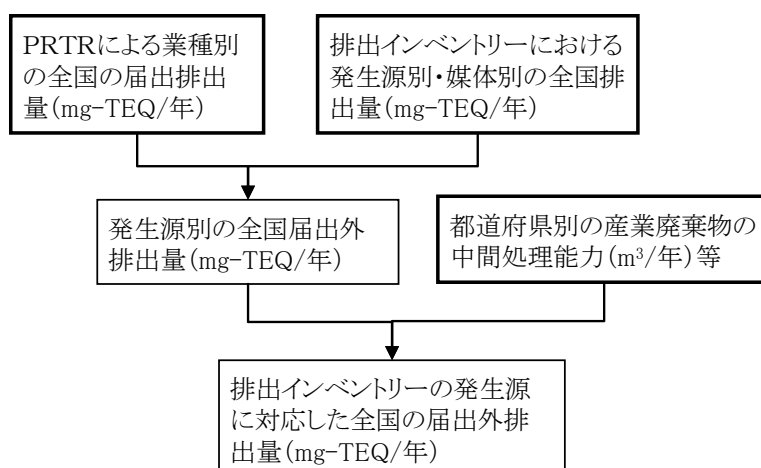 PRTRによる業種別
の全国の届出排出
量(mg-TEQ/年)
排出インベントリーにおける
発生源別・媒体別の全国排
出量(mg-TEQ/年)
発生源別の全国届出外
排出量(mg-TEQ/年)
都道府県別の産業廃棄物の
中間処理能力(m³/年)等
排出インベントリーの発生源
に対応した全国の届出外排
出量(mg-TEQ/年)